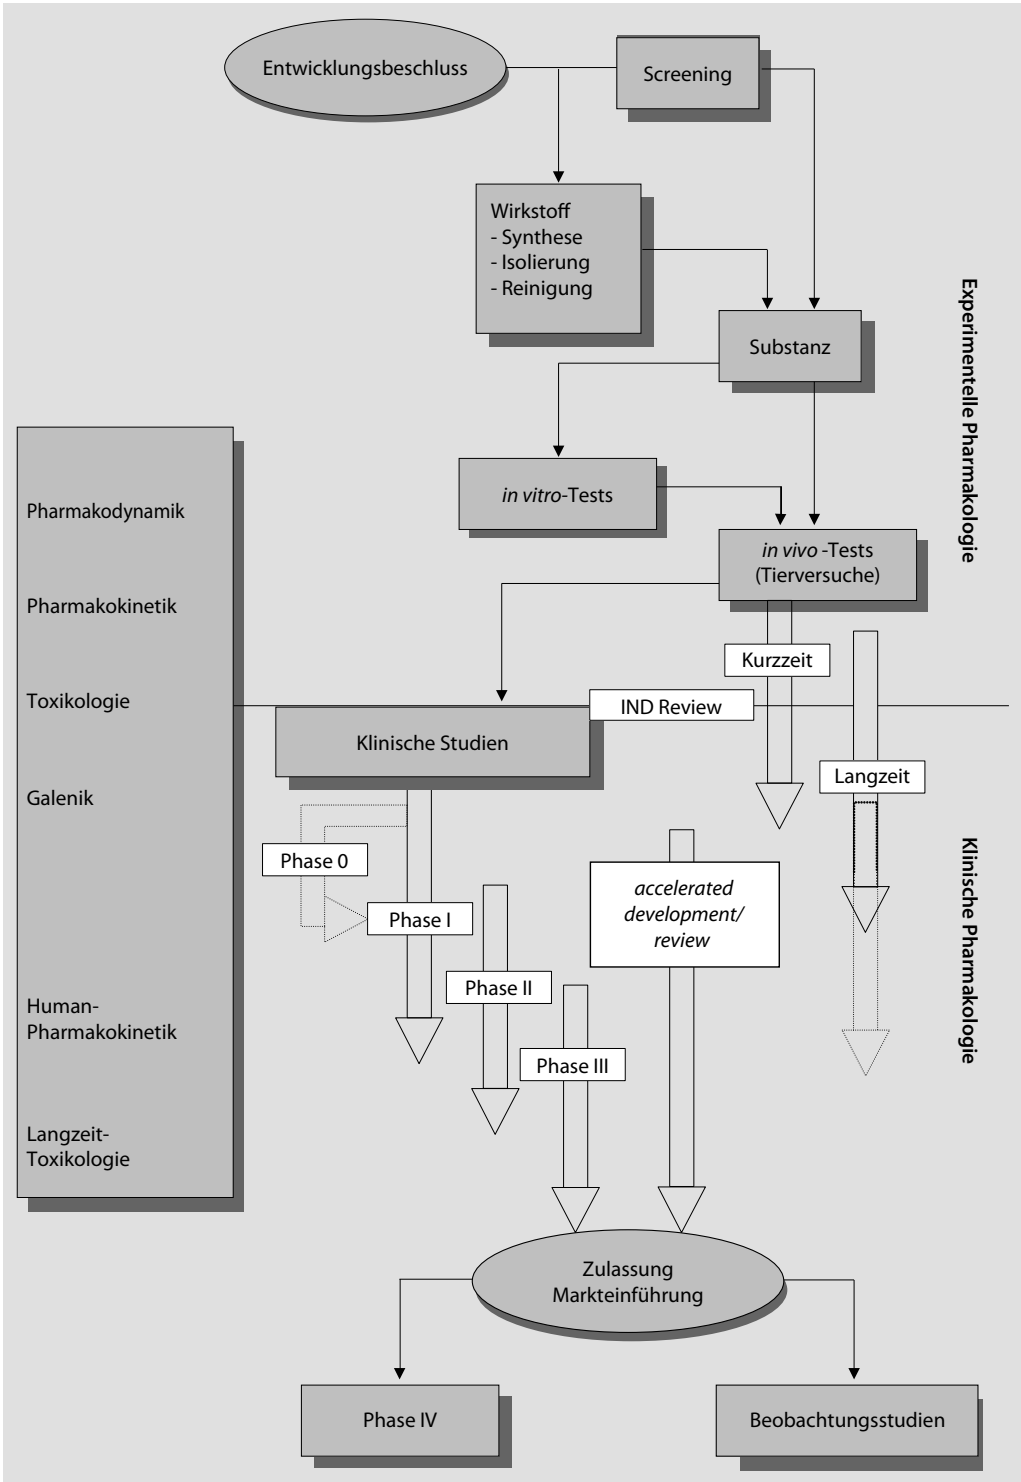 Entwicklungsbeschluss
Screening
Wirkstoff
- Synthese
- Isolierung
- Reinigung
Substanz
in vitro-Tests
in vivo -Tests
(Tierversuche)
Experimentelle Pharmakologie
Pharmakodynamik
Pharmakokinetik
Toxikologie
Galenik
Human-
Pharmakokinetik
Langzeit-
Toxikologie
Kurzzeit
IND Review
Klinische Studien
Langzeit
Phase 0
Phase I
Phase II
Phase III
accelerated
development/
review
Klinische Pharmakologie
Zulassung
Markteinführung
Phase IV
Beobachtungsstudien